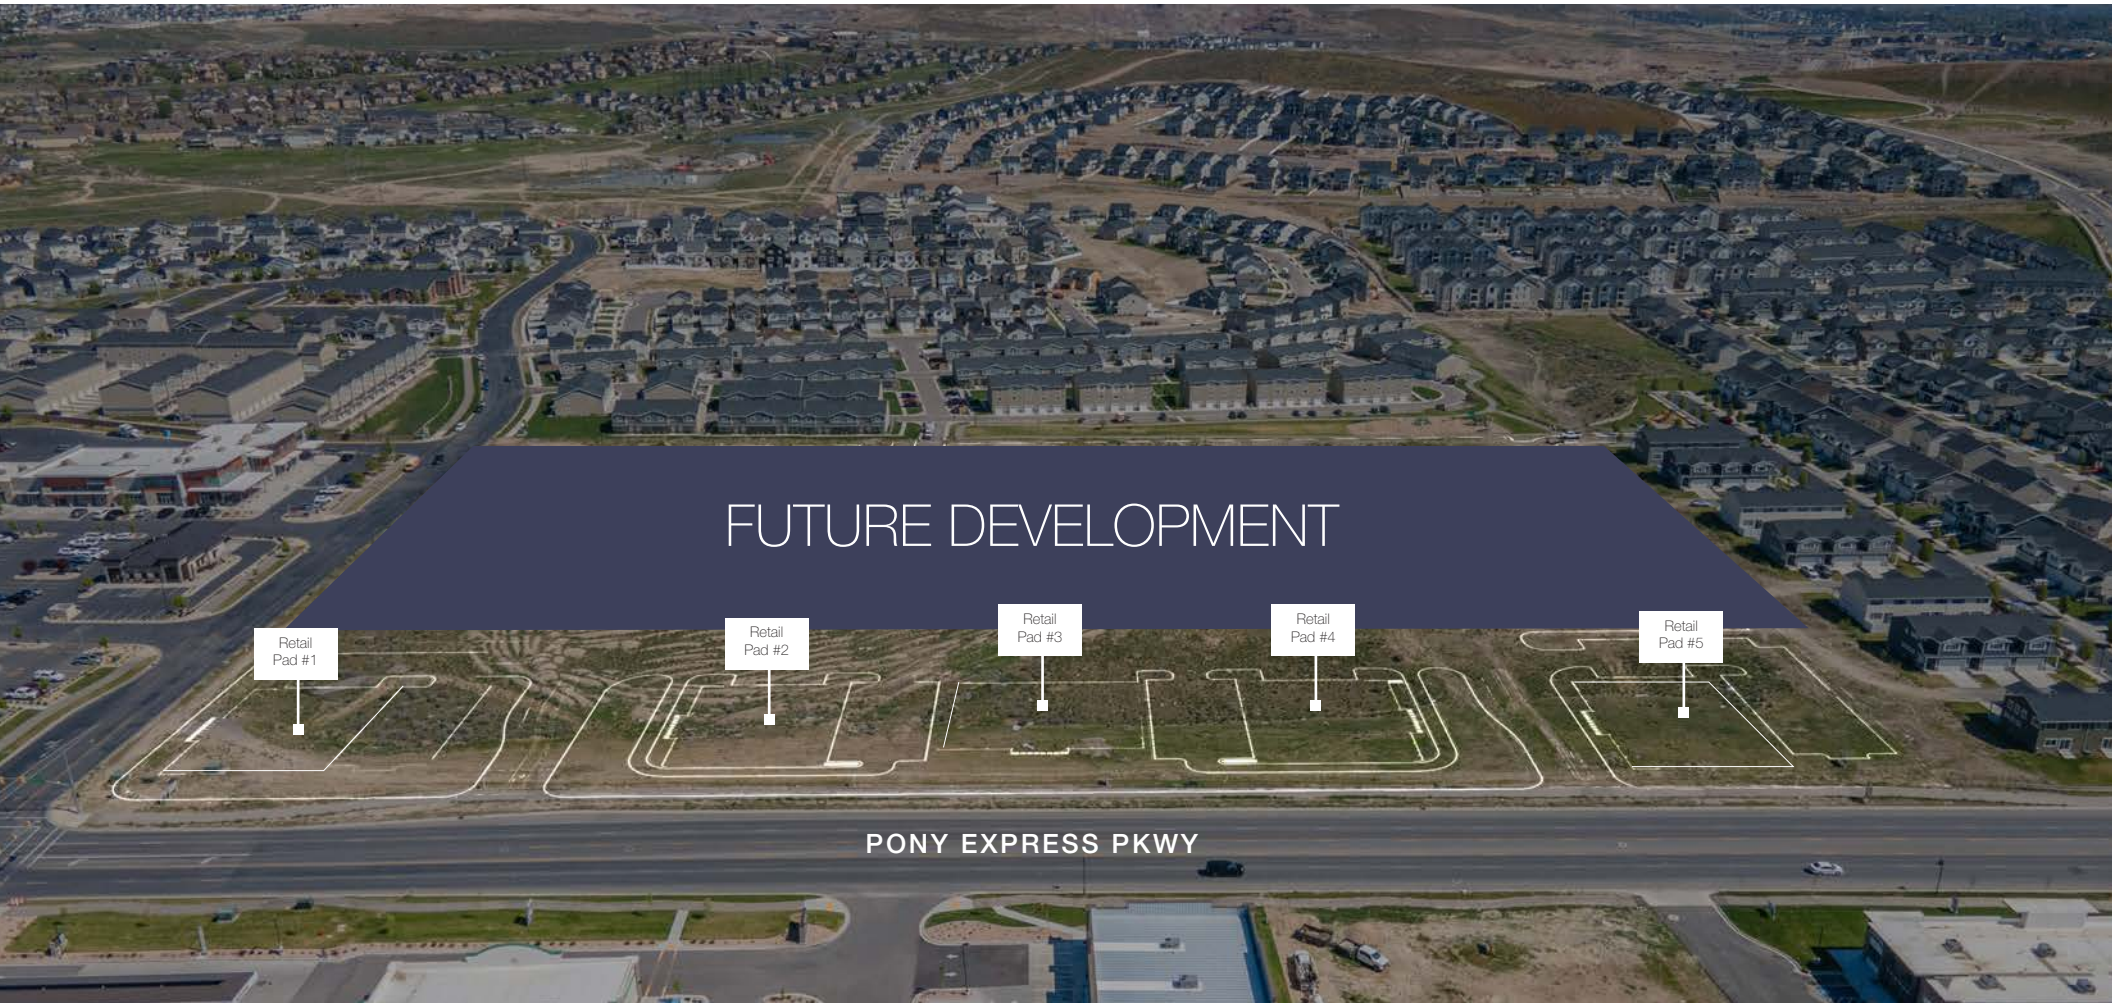 FUTURE DEVELOPMENT
Retail
Pad #1
Retail
Pad #2
Retail
Pad #3
Retail
Pad #4
Retail
Pad #5
PONY EXPRESS PKWY